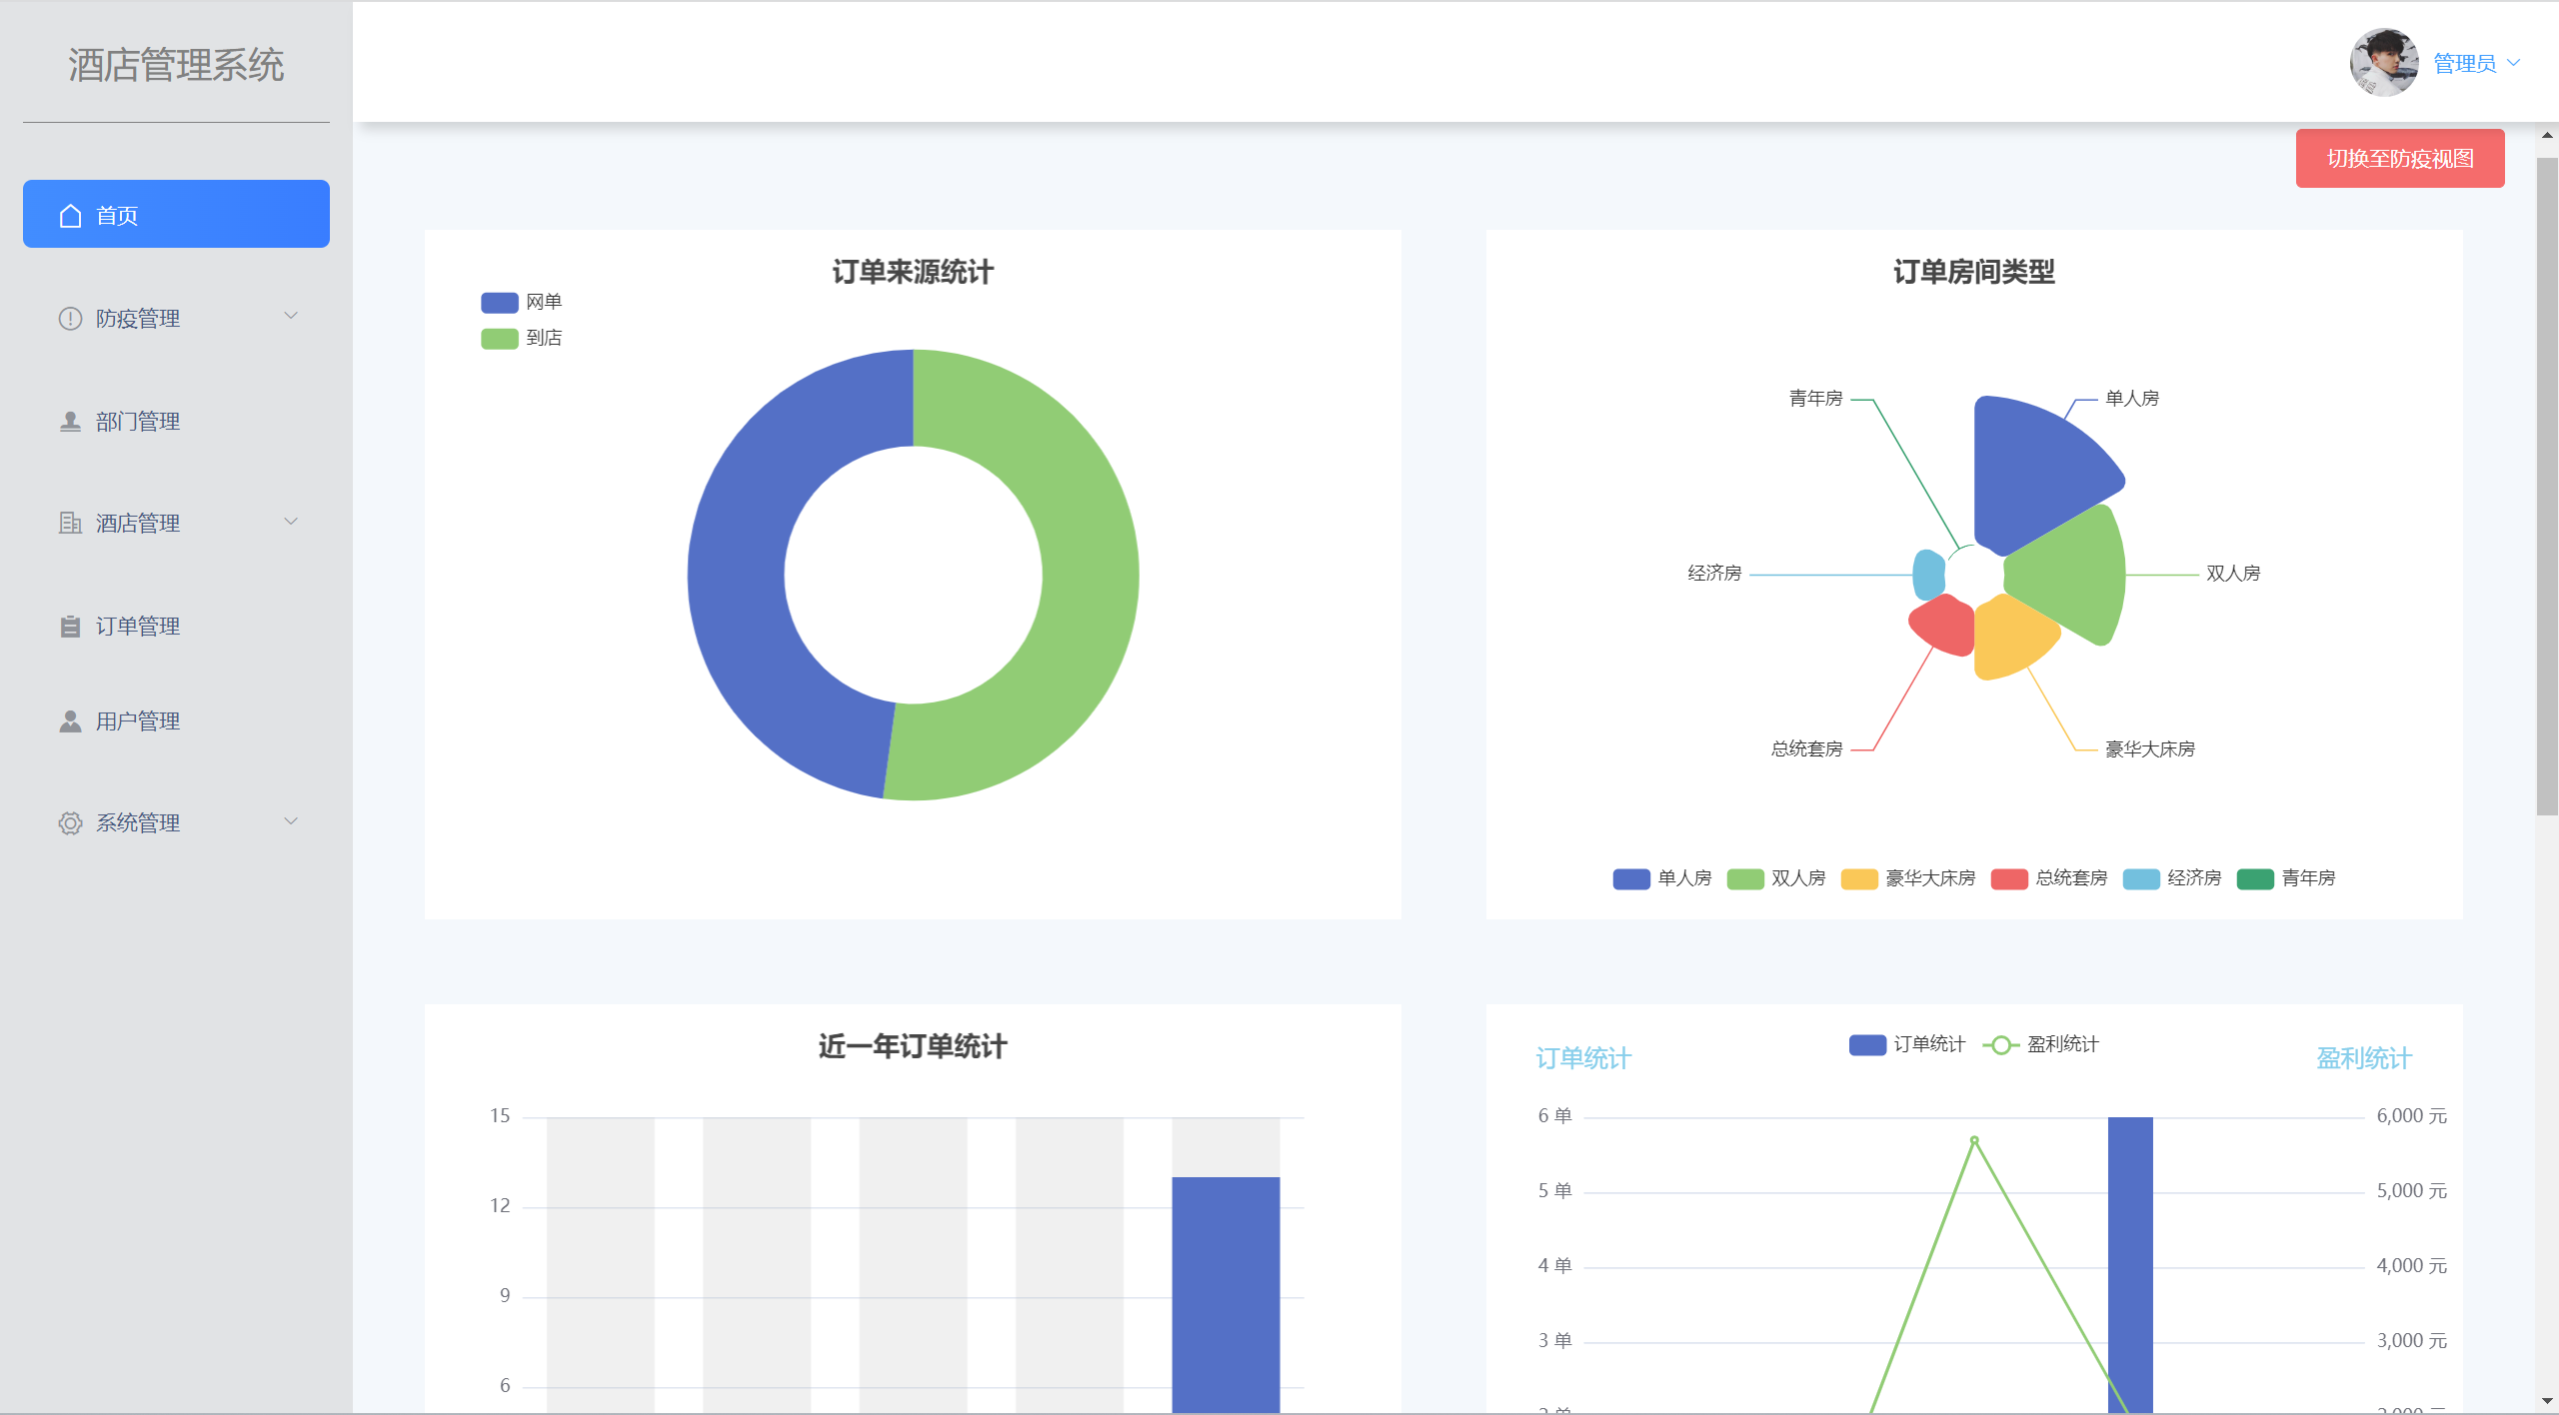 酒店管理系统
管理员
首页
防疫管理
部门管理
酒店管理
订单管理
用户管理
系统管理
切换至防疫视图
订单来源统计
网单
到店
订单房间类型
青年房
单人房
经济房
双人房
总统套房
豪华大床房
单人房 双人房 豪华大床房 总统套房 经济房 青年房
近一年订单统计
15
12
9
6
订单统计 盈利统计
订单统计
盈利统计
6 单
6,000 元
5 单
5,000 元
4 单
4,000 元
3 单
3,000 元